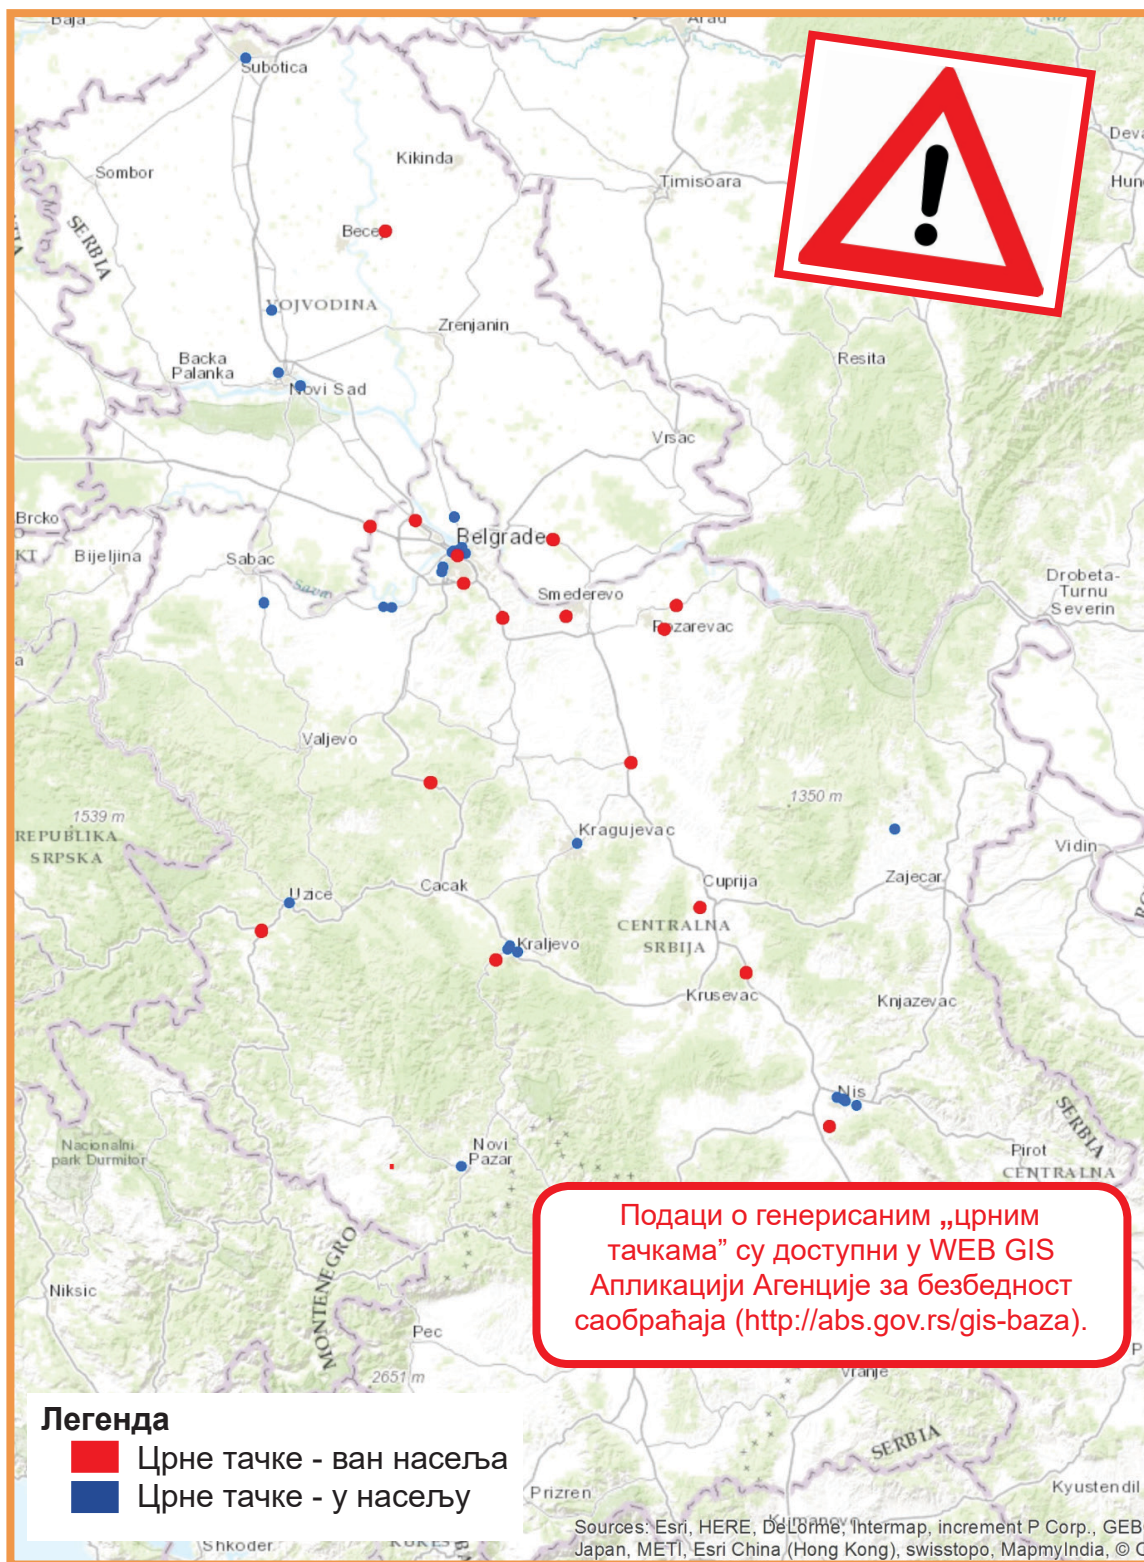 Baja
Arad
Subotica
Deva
Kikinda
Sombor
Timisoara
SERBIA
Becej
VOJVODINA
Zrenjanin
Backa
Palanka
Resita
Novi Sad
Vrsac
Brcko
Belgrade
KT
Bijeljina
Sabac
Sava
Drobeta-
Turnu
Severin
Smederevo
Pozarevac
a
Valjevo
1350 m
1539 m
REPUBLIKA
SRPSKA
Kragujevac
Vidin
Cuprija
Zajecar
Uzice
Cacak
CENTRALNA
SRBIJA
Kraljevo
Krusevac
Knjazevac
Nis
SERBIA
Nacionalni
park Durmitor
Novi
Pazar
Pirot
CENTRALNA
Подаци о генерисаним „црним
тачкама” су доступни у WEB GIS
Апликацији Агенције за безбедност
саобраћаја (http://abs.gov.rs/gis-baza).
MONTENEGRO
Niksic
Pec
P
2651 m
Vranje
Легенда
Црне тачке - ван насеља
Црне тачке - у насељу
SERBIA
Prizren
Kyustendil
Kumanovo
Sources: Esri, HERE, DeLorme, Intermap, increment P Corp., GEB
Japan, METI, Esri China (Hong Kong), swisstopo, MapmyIndia, ©
Shkoder